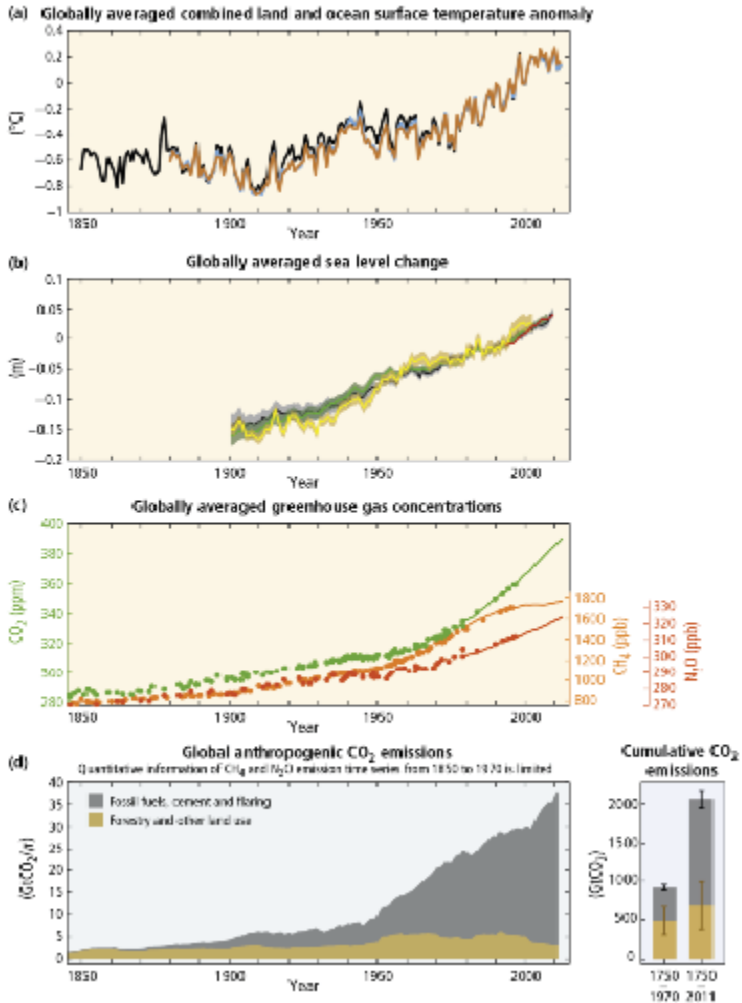 (a) Globally averaged combined land and ocean surface temperature anomaly
0.4
0.2
0
−0.2
−0.4
−0.6
−0.8
−1
(°C)
1850 1900 1950 2000
Year
(b) Globally averaged sea level change
0.1
0.05
0
−0.05
−0.1
−0.15
−0.2
(m)
1850 1900 1950 2000
Year
(c) Globally averaged greenhouse gas concentrations
400
380
360
340
320
300
280
CO2 (ppm)
1800
1600
1400
1200
1000
800
CH4 (ppb)
330
320
310
300
290
280
270
N2O (ppb)
1850 1900 1950 2000
Year
(d) Global anthropogenic CO2 emissions
Quantitative information of CH4 and N2O emission time series from 1850 to 1970 is limited
40
35
30
25
20
15
10
5
0
(GtCO2/yr)
Fossil fuels, cement and flaring
Forestry and other land use
1850 1900 1950 2000
Year
Cumulative CO2
emissions
2000
1500
1000
500
0
(GtCO2)
1750 1750
– –
1970 2011